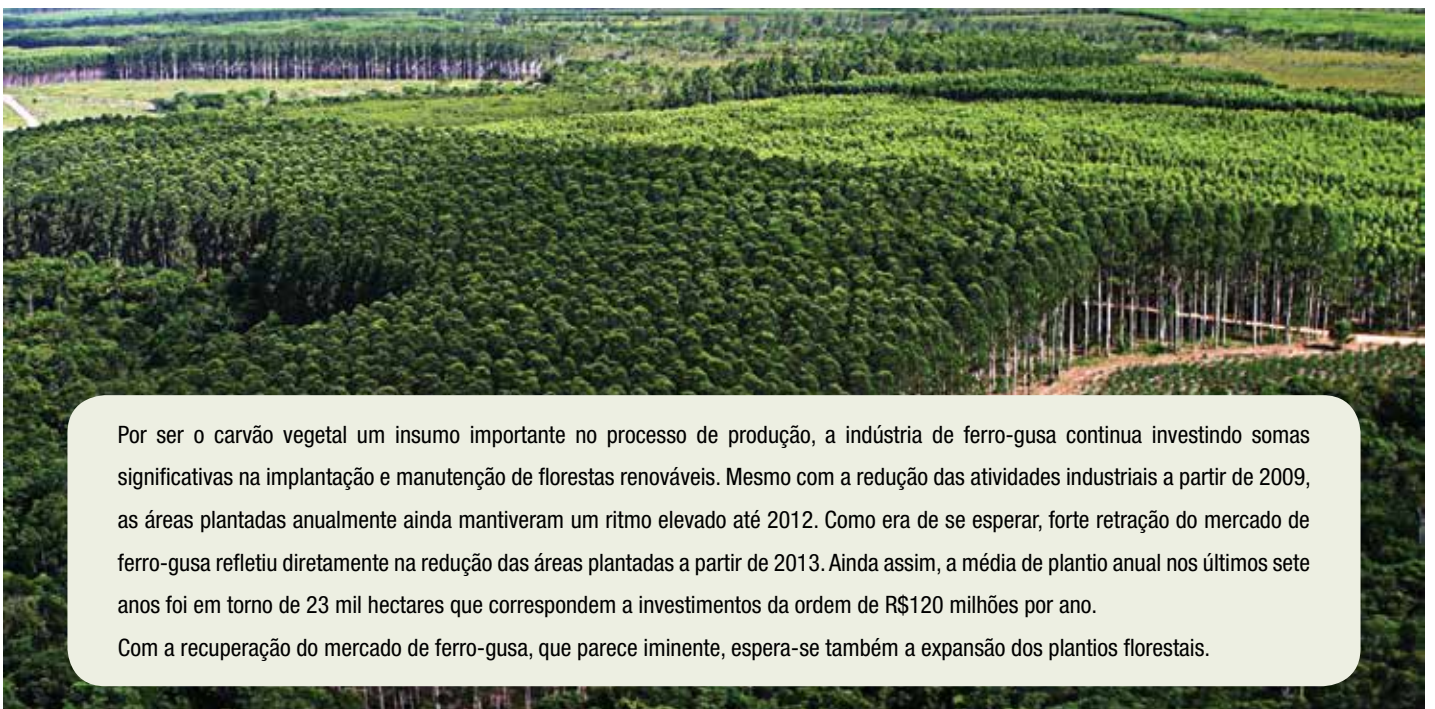 Por ser o carvão vegetal um insumo importante no processo de produção, a indústria de ferro-gusa continua investindo somas
significativas na implantação e manutenção de florestas renováveis. Mesmo com a redução das atividades industriais a partir de 2009,
as áreas plantadas anualmente ainda mantiveram um ritmo elevado até 2012. Como era de se esperar, forte retração do mercado de
ferro-gusa refletiu diretamente na redução das áreas plantadas a partir de 2013. Ainda assim, a média de plantio anual nos últimos sete
anos foi em torno de 23 mil hectares que correspondem a investimentos da ordem de R$120 milhões por ano.
Com a recuperação do mercado de ferro-gusa, que parece iminente, espera-se também a expansão dos plantios florestais.